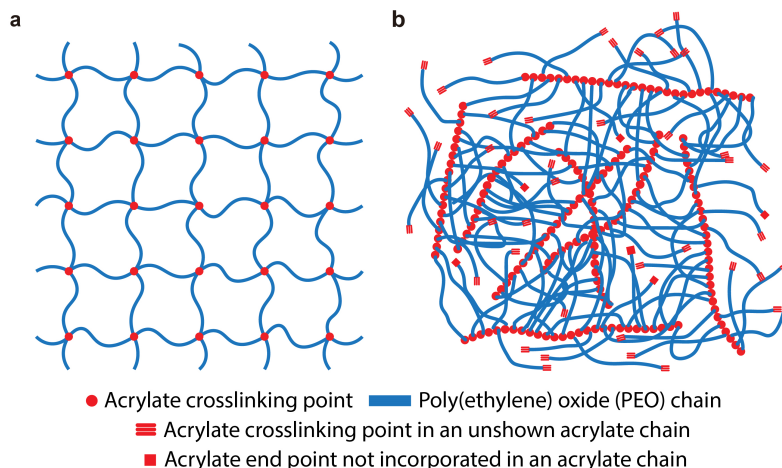 a
b
Acrylate crosslinking point
Poly(ethylene) oxide (PEO) chain
Acrylate crosslinking point in an unshown acrylate chain
Acrylate end point not incorporated in an acrylate chain